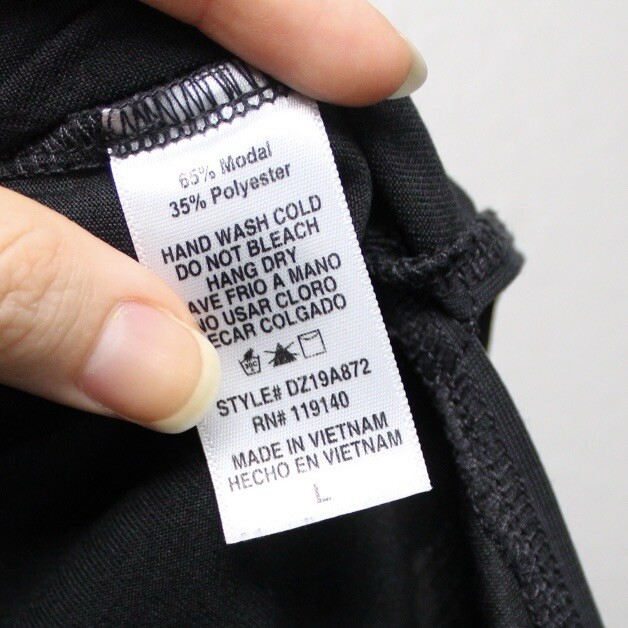 65% Modal
35% Polyester
HAND WASH COLD
DO NOT BLEACH
HANG DRY
AVE FRIO A MANO
NO USAR CLORO
ECAR COLGADO
STYLE# DZ19A872
RN# 119140
MADE IN VIETNAM
HECHO EN VIETNAM
L